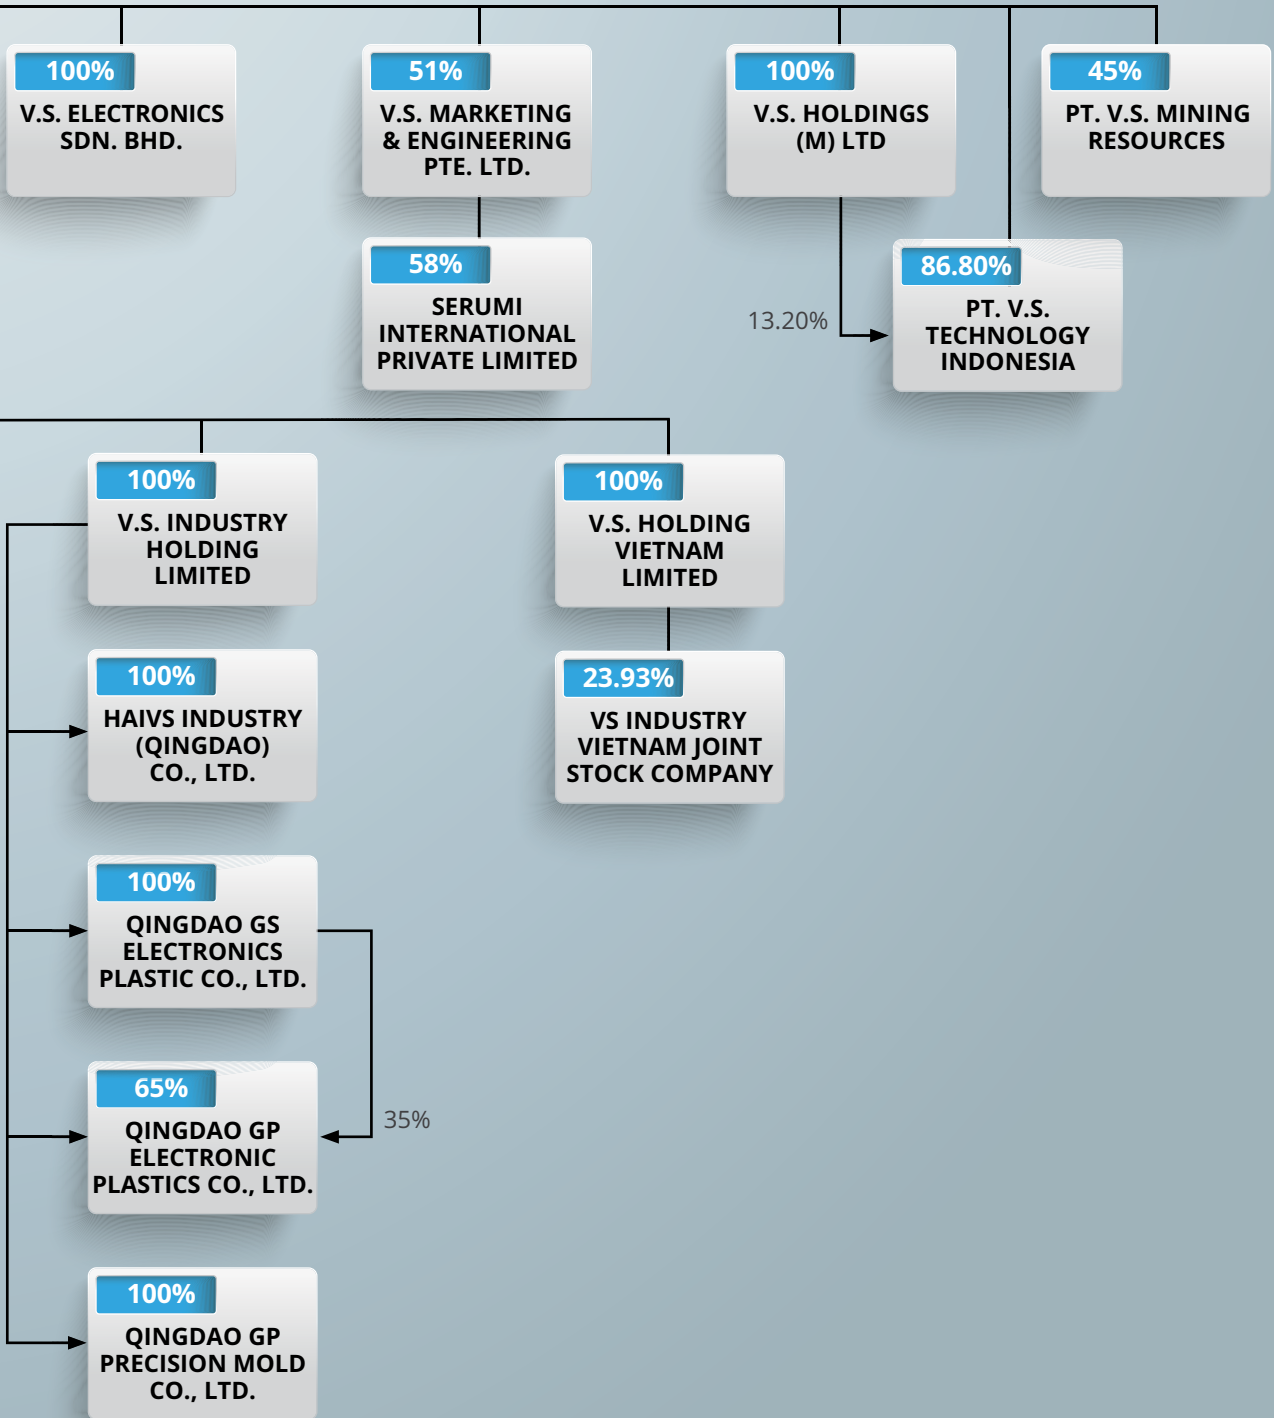 100%
V.S. ELECTRONICS
SDN. BHD.
51%
V.S. MARKETING
& ENGINEERING
PTE. LTD.
100%
V.S. HOLDINGS
(M) LTD
45%
PT. V.S. MINING
RESOURCES
58%
SERUMI
INTERNATIONAL
PRIVATE LIMITED
13.20%
86.80%
PT. V.S.
TECHNOLOGY
INDONESIA
100%
V.S. INDUSTRY
HOLDING
LIMITED
100%
V.S. HOLDING
VIETNAM
LIMITED
100%
HAIVS INDUSTRY
(QINGDAO)
CO., LTD.
23.93%
VS INDUSTRY
VIETNAM JOINT
STOCK COMPANY
100%
QINGDAO GS
ELECTRONICS
PLASTIC CO., LTD.
65%
QINGDAO GP
ELECTRONIC
PLASTICS CO., LTD.
35%
100%
QINGDAO GP
PRECISION MOLD
CO., LTD.